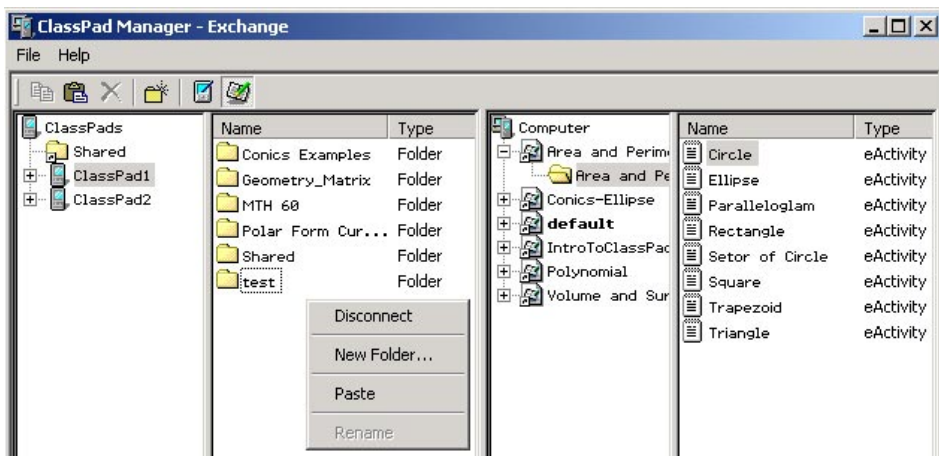 ClassPad Manager - Exchange
File Help
ClassPads
Shared
ClassPad1
ClassPad2
Name Type
Conics Examples Folder
Geometry_Matrix Folder
MTH 60 Folder
Polar Form Cur... Folder
Shared Folder
test Folder
Disconnect
New Folder...
Paste
Rename
Computer
Area and Perim
Area and Pe
Conics-Ellipse
default
IntroToClassPad
Polynomial
Volume and Sur
Name Type
Circle eActivity
Ellipse eActivity
Paralleloglam eActivity
Rectangle eActivity
Setor of Circle eActivity
Square eActivity
Trapezoid eActivity
Triangle eActivity